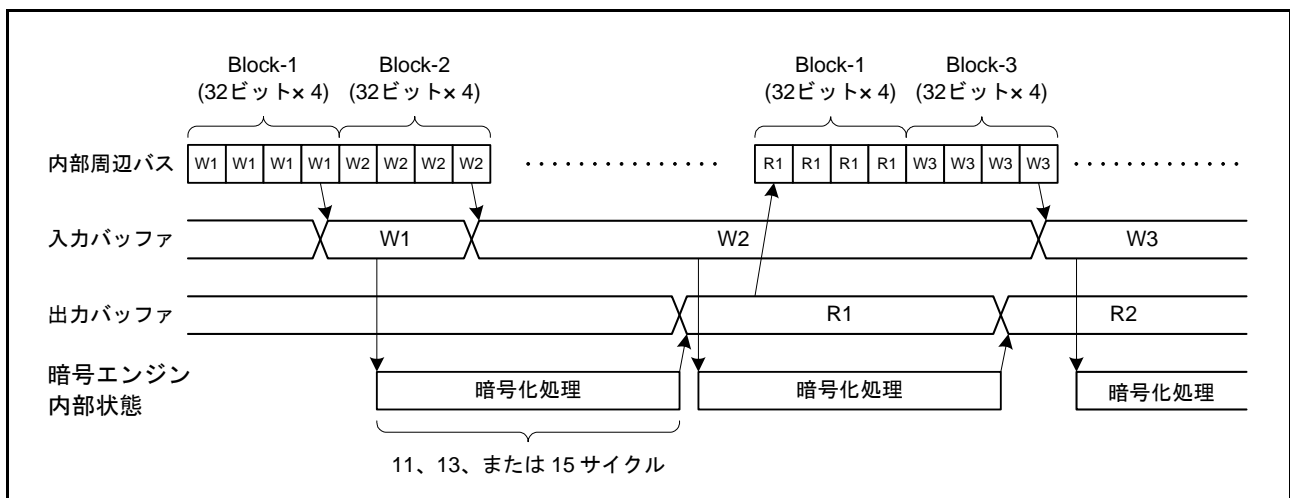 Block-1 Block-2 Block-1 Block-3
(32ビット× 4) (32ビット× 4) (32ビット× 4) (32ビット× 4)
内部周辺バス W1 W1 W1 W1 W2 W2 W2 W2 ・・・・・・・・・・・・・・・ R1 R1 R1 R1 W3 W3 W3 W3 ・・・・・・・・・・・・・
入力バッファ W1 W2 W3
出力バッファ R1 R2
暗号エンジン
内部状態 暗号化処理 暗号化処理 暗号化処理
11、13、または 15 サイクル